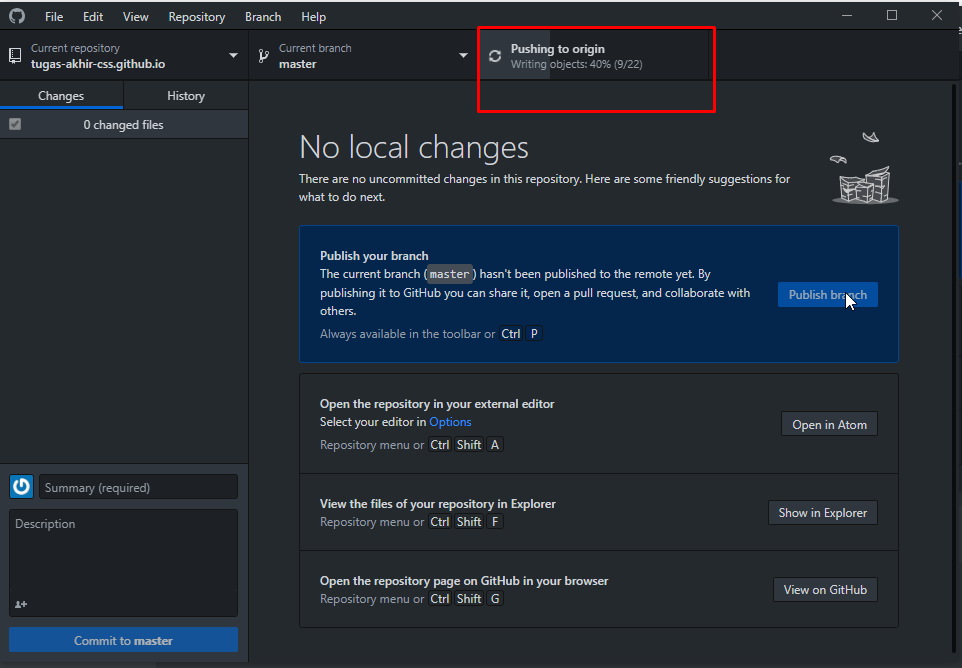 File Edit View Repository Branch Help
Current repository
tugas-akhir-css.github.io
Current branch
master
Pushing to origin
Writing objects: 40% (9/22)
Changes History
0 changed files
No local changes
There are no uncommitted changes in this repository. Here are some friendly suggestions for
what to do next.
Publish your branch
The current branch (master) hasn't been published to the remote yet. By
publishing it to GitHub you can share it, open a pull request, and collaborate with
others.
Always available in the toolbar or Ctrl P
Publish branch
Open the repository in your external editor
Select your editor in Options
Repository menu or Ctrl Shift A
Open in Atom
View the files of your repository in Explorer
Repository menu or Ctrl Shift F
Show in Explorer
Open the repository page on GitHub in your browser
Repository menu or Ctrl Shift G
View on GitHub
Summary (required)
Description
Commit to master